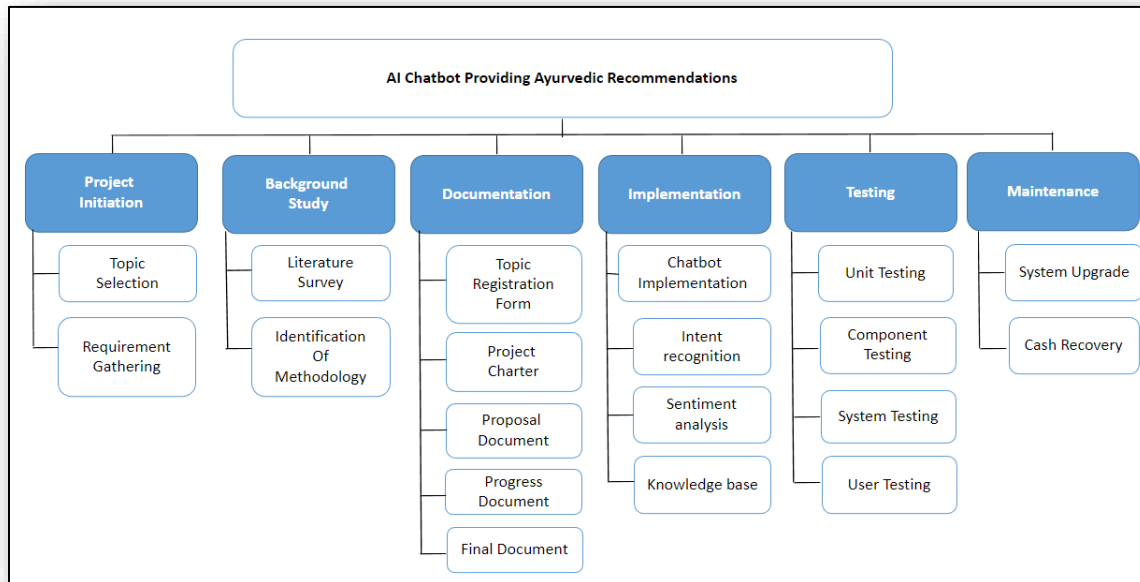 AI Chatbot Providing Ayurvedic Recommendations
Project
Initiation
Background
Study
Documentation
Implementation
Testing
Maintenance
Topic
Selection
Requirement
Gathering
Literature
Survey
Identification
Of
Methodology
Topic
Registration
Form
Project
Charter
Proposal
Document
Progress
Document
Final Document
Chatbot
Implementation
Intent
recognition
Sentiment
analysis
Knowledge base
Unit Testing
Component
Testing
System Testing
User Testing
System Upgrade
Cash Recovery